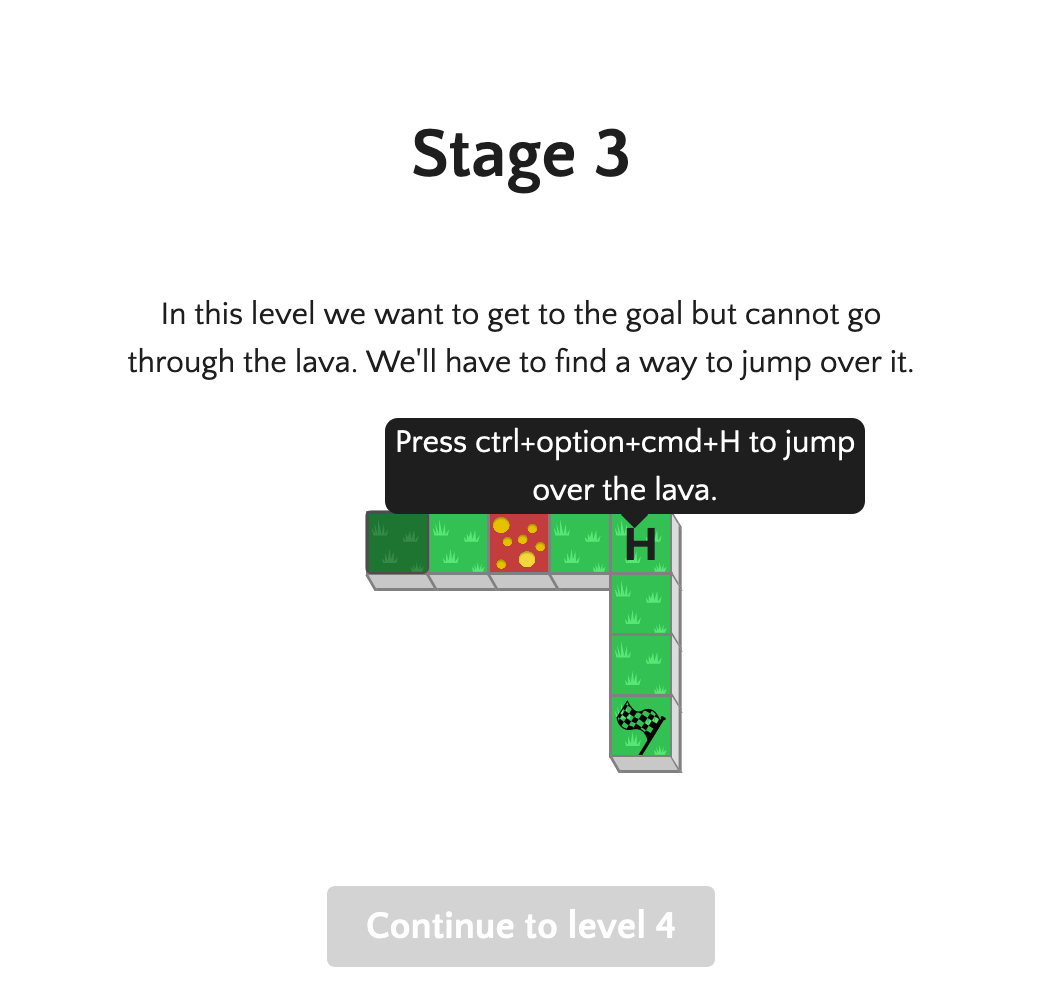 Stage 3
In this level we want to get to the goal but cannot go
through the lava. We'll have to find a way to jump over it.
Press ctrl+option+cmd+H to jump
over the lava.
H
Continue to level 4